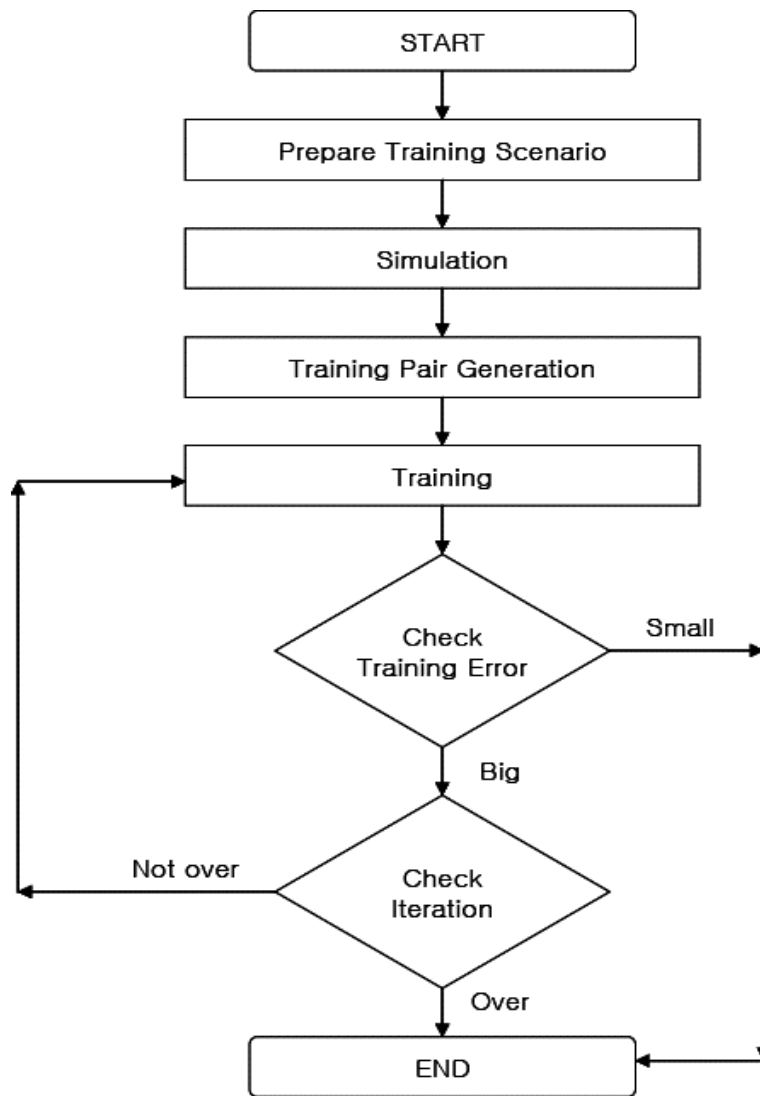 START
Prepare Training Scenario
Simulation
Training Pair Generation
Training
Check
Training Error
Small
Big
Not over
Check
Iteration
Over
END